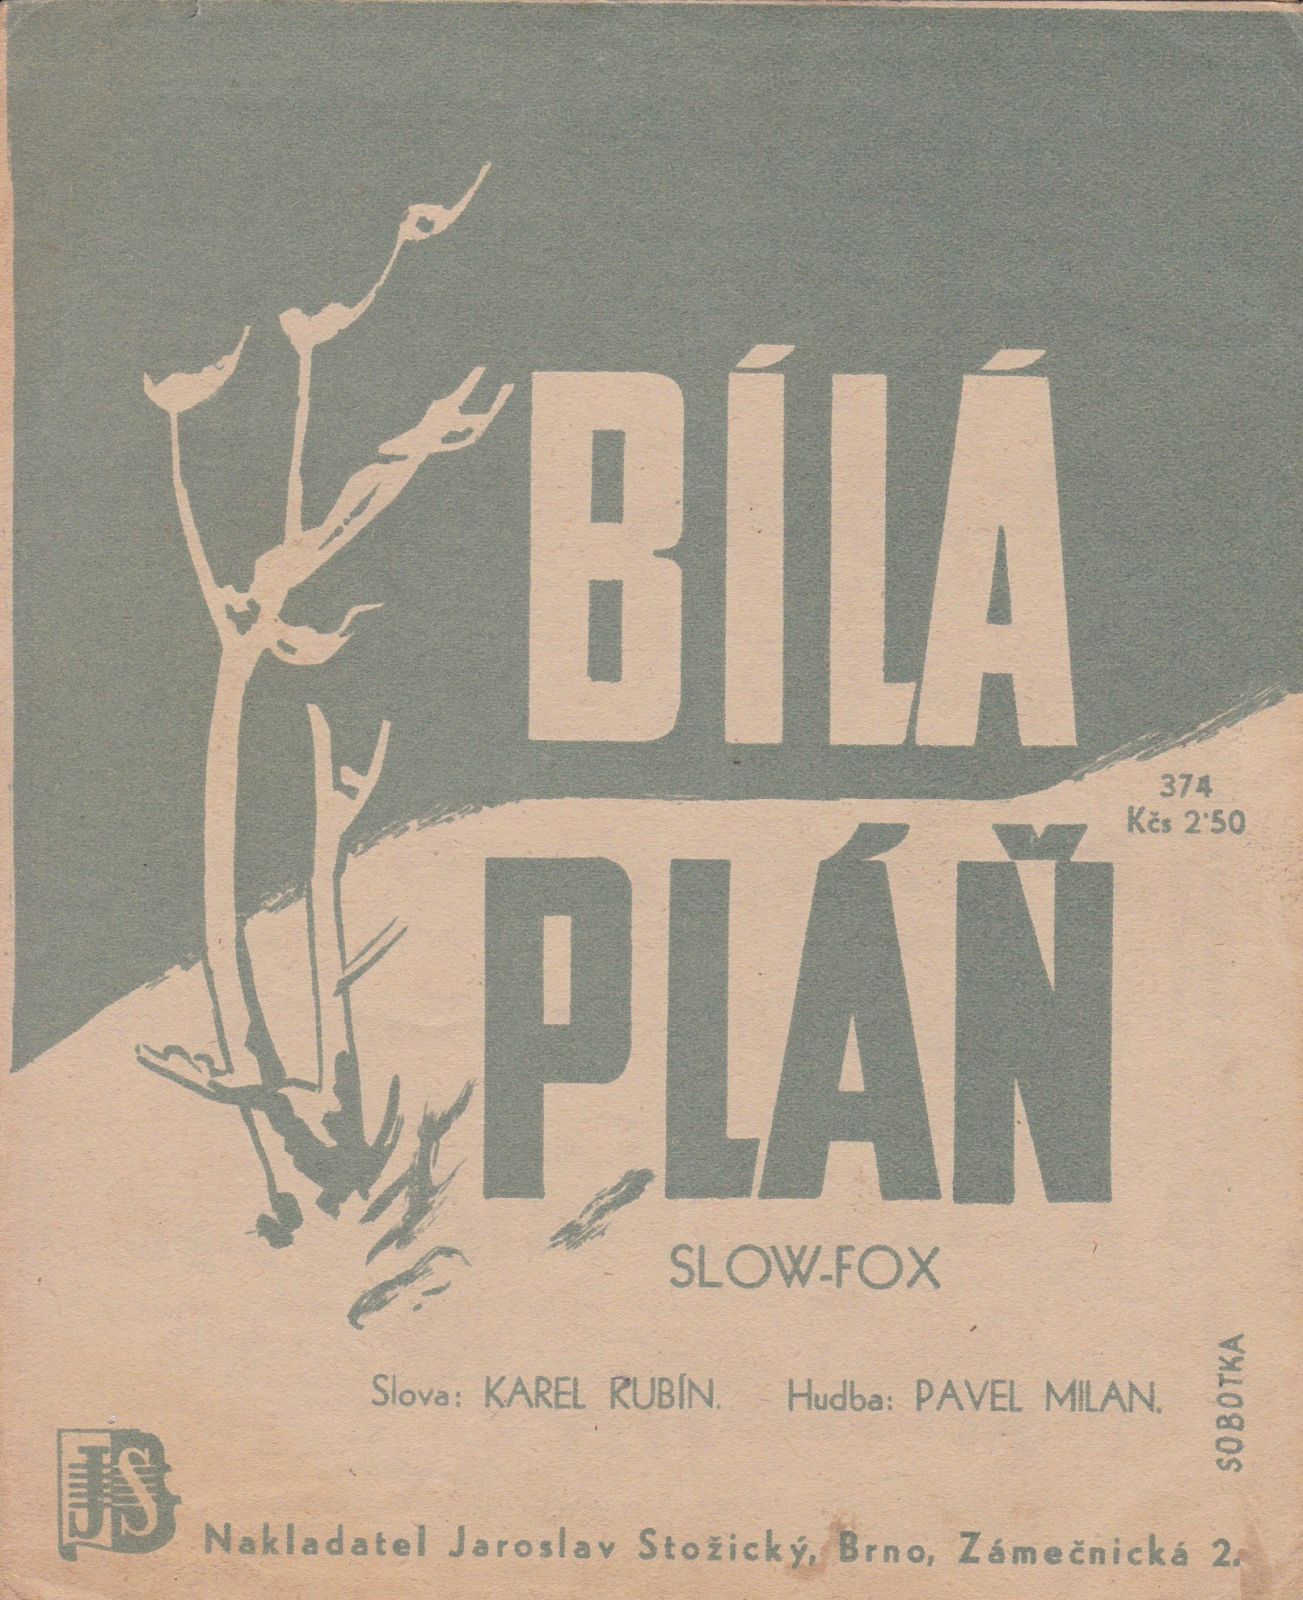 BÍLÁ
374
Kčs 2·50
PLÁŇ
SLOW-FOX
Slova: KAREL RUBÍN. Hudba: PAVEL MILAN.
SOBOTKA
JS
Nakladatel Jaroslav Stožický, Brno, Zámečnická 2.